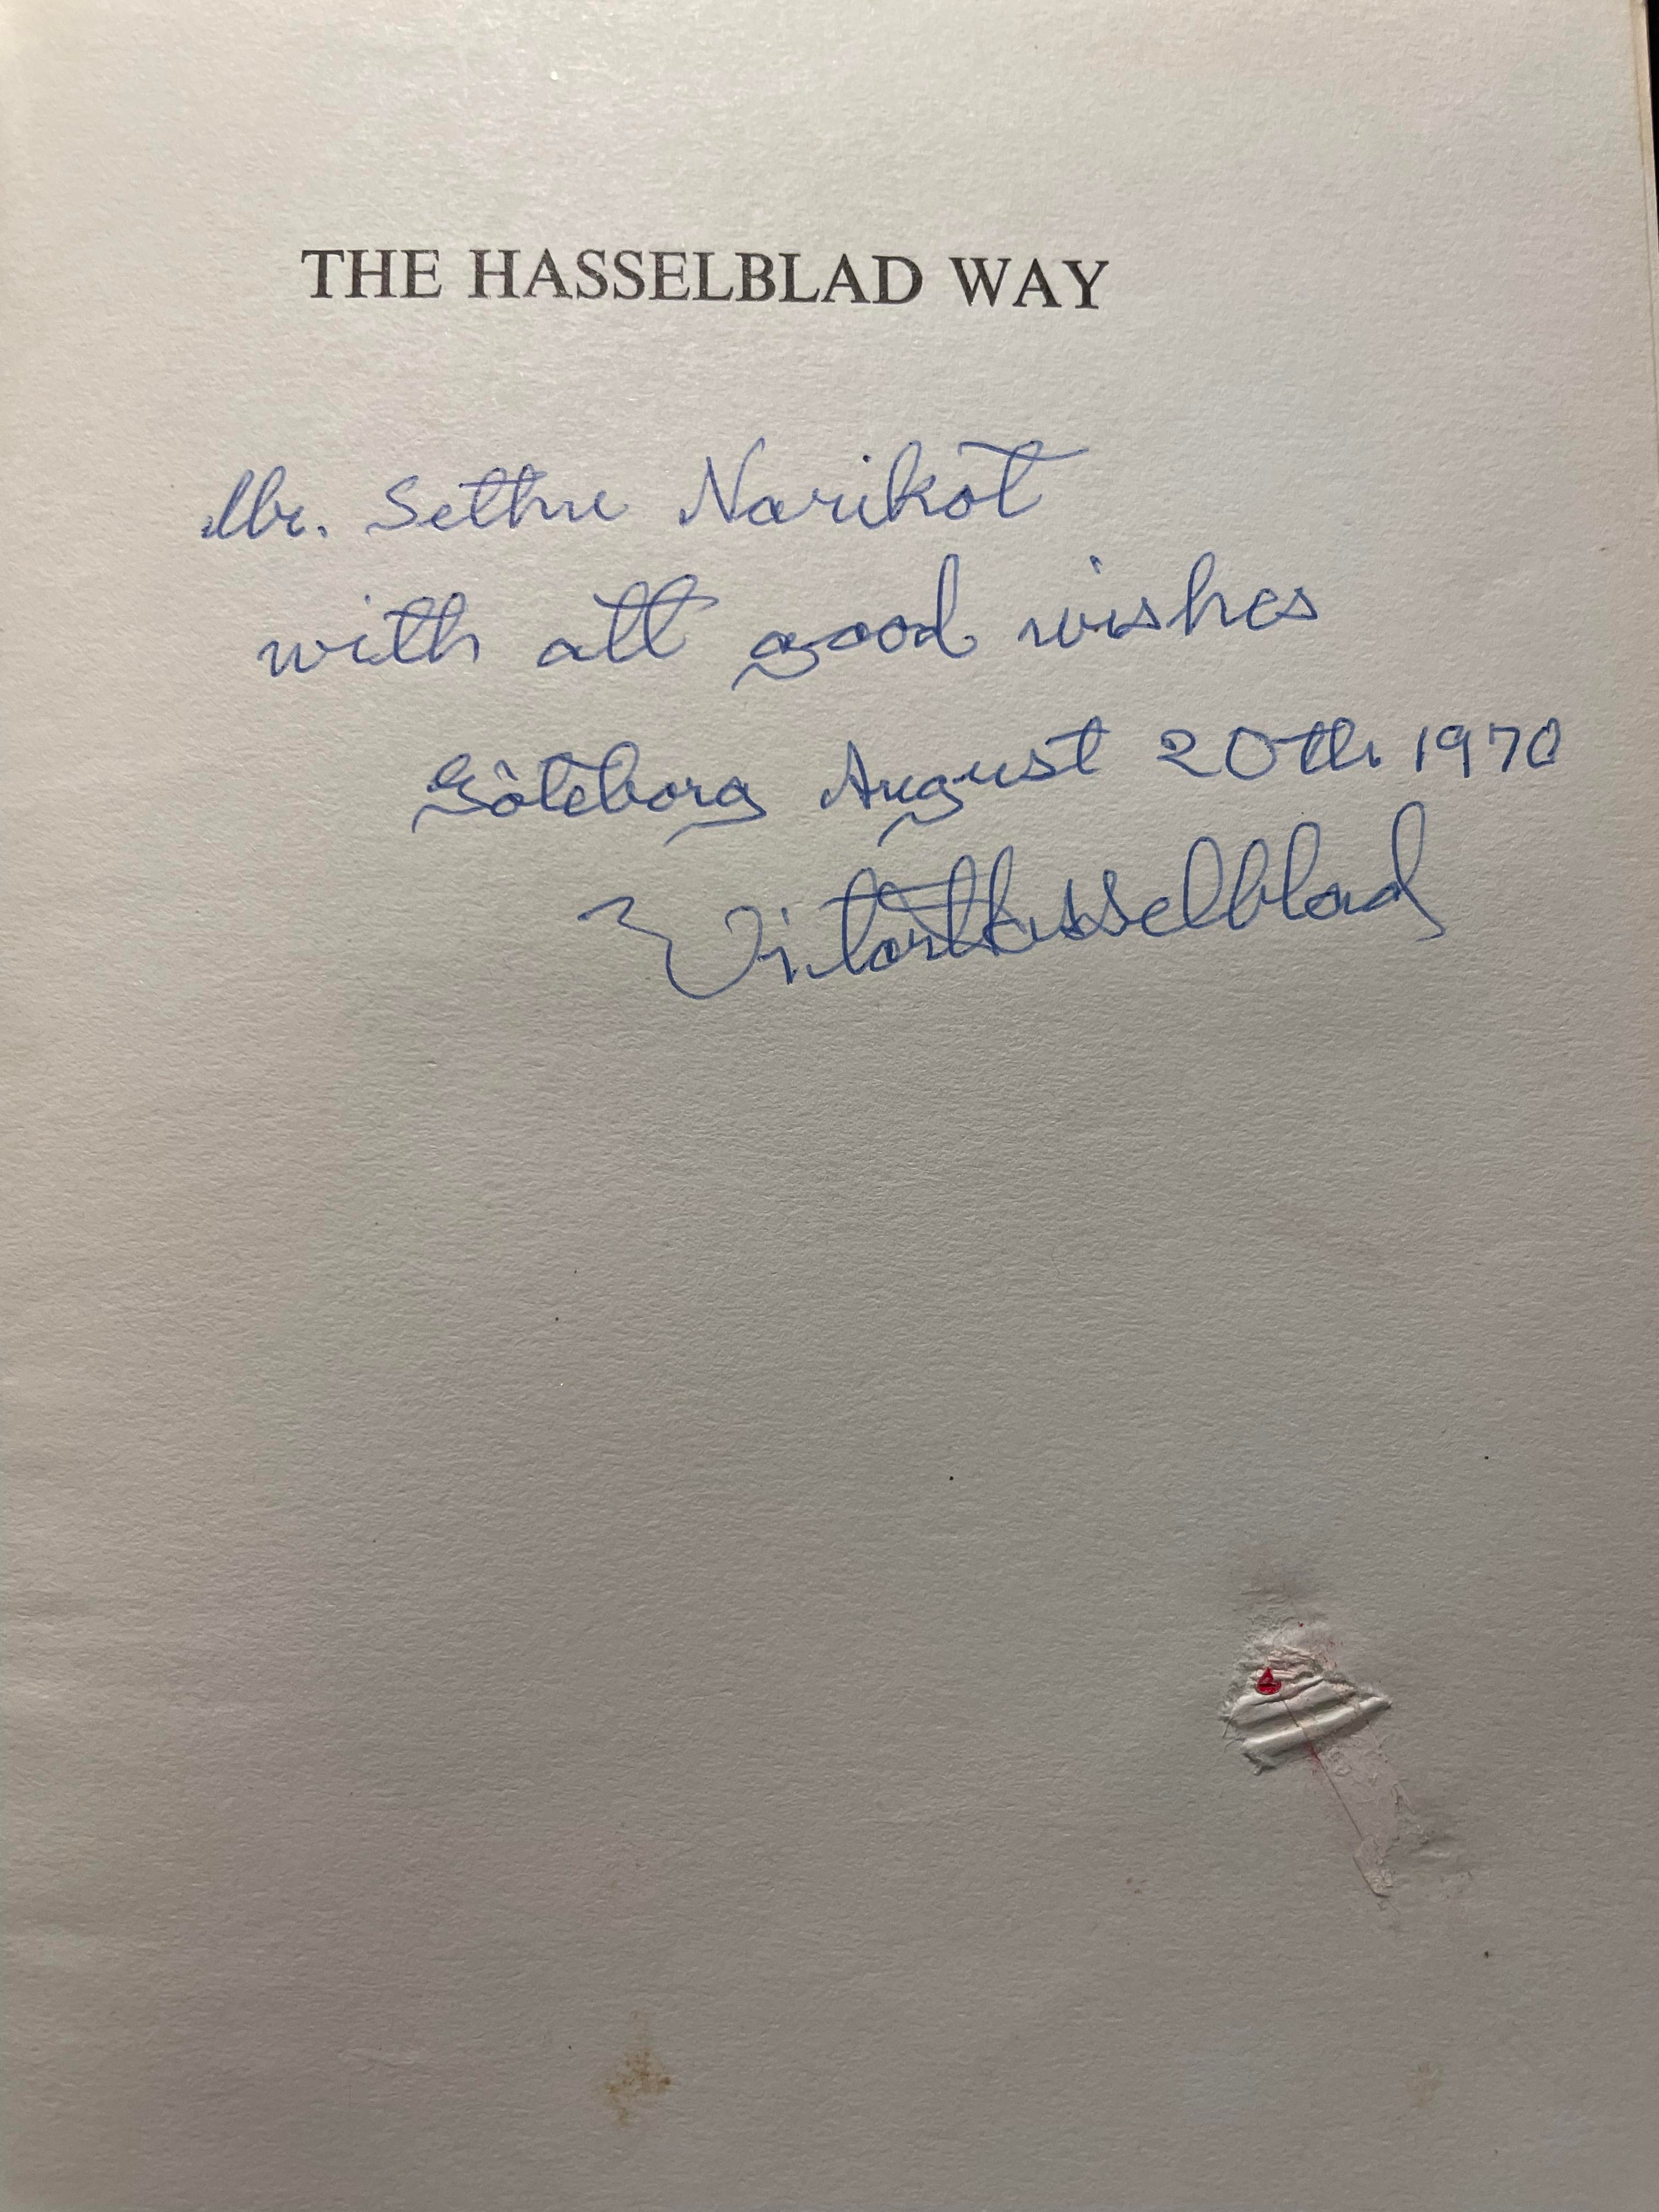 THE HASSELBLAD WAY
Mr. Sethu Narikot
with all good wishes
Göteborg August 20th 1970
Victor Hasselblad